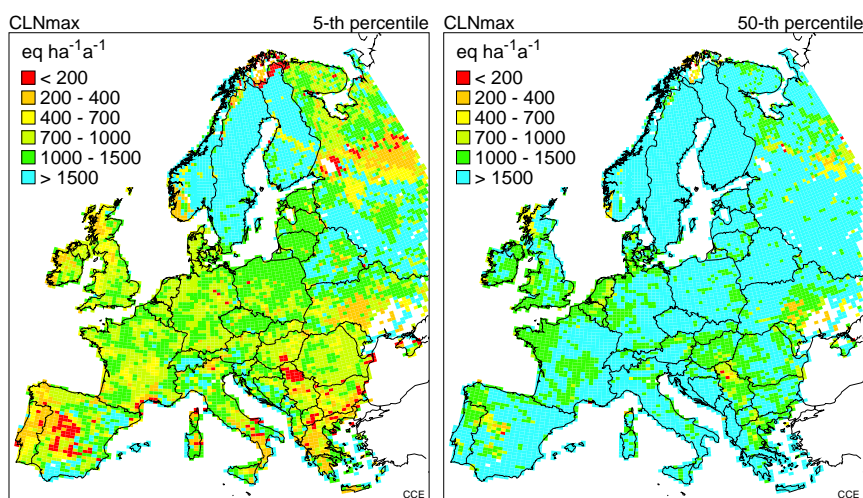 CLNmax 5-th percentile
eq ha⁻¹a⁻¹
< 200
200 - 400
400 - 700
700 - 1000
1000 - 1500
> 1500
CCE
CLNmax 50-th percentile
eq ha⁻¹a⁻¹
< 200
200 - 400
400 - 700
700 - 1000
1000 - 1500
> 1500
CCE